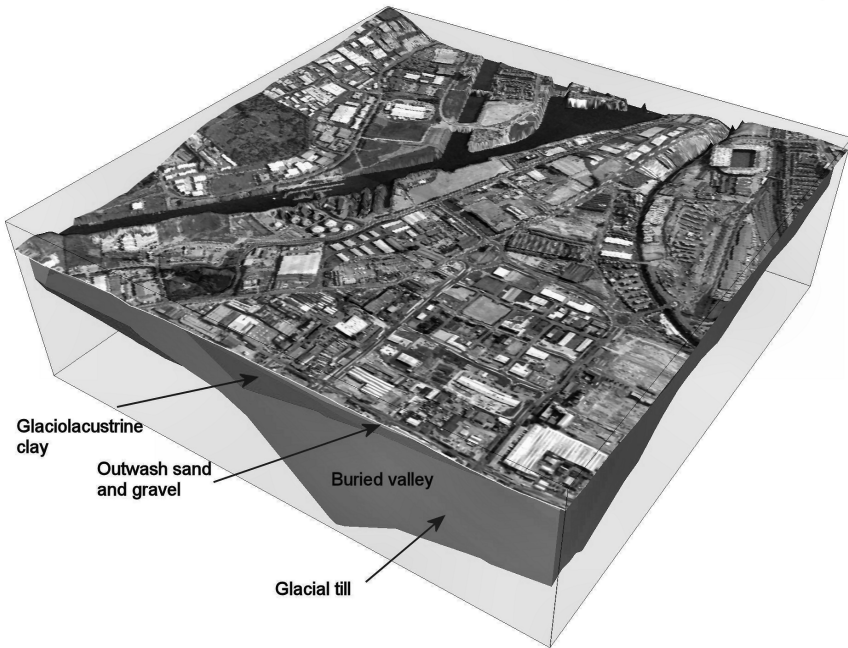 Glaciolacustrine
clay
Outwash sand
and gravel
Buried valley
Glacial till